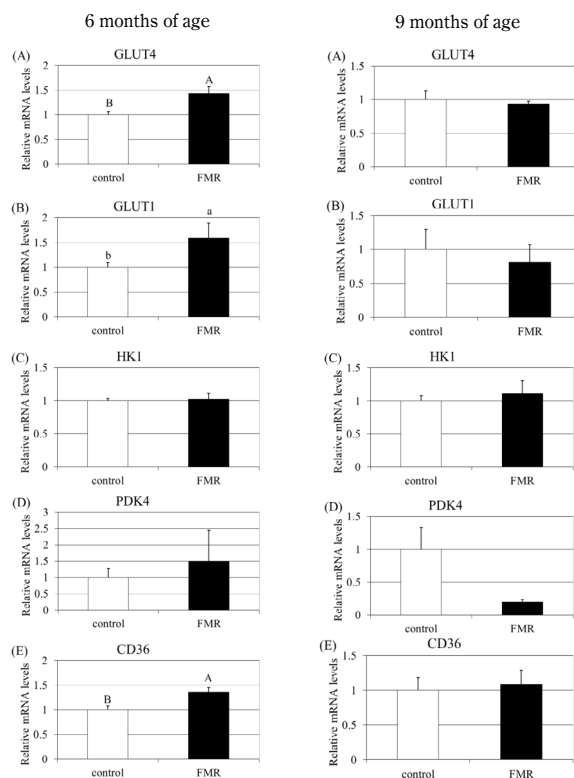 6 months of age
9 months of age
(A)
GLUT4
Relative mRNA levels
2
1.5
1
0.5
0
B
A
control
FMR
(B)
GLUT1
Relative mRNA levels
2
1.5
1
0.5
0
b
a
control
FMR
(C)
HK1
Relative mRNA levels
1.5
1
0.5
0
control
FMR
(D)
PDK4
Relative mRNA levels
3
2.5
2
1.5
1
0.5
0
control
FMR
(E)
CD36
Relative mRNA levels
2
1.5
1
0.5
0
B
A
control
FMR
(A)
GLUT4
Relative mRNA levels
1.5
1
0.5
0
control
FMR
(B)
GLUT1
Relative mRNA levels
1.5
1
0.5
0
control
FMR
(C)
HK1
Relative mRNA levels
1.5
1
0.5
0
control
FMR
(D)
PDK4
Relative mRNA levels
1.5
1
0.5
0
control
FMR
(E)
CD36
Relative mRNA levels
1.5
1
0.5
0
control
FMR